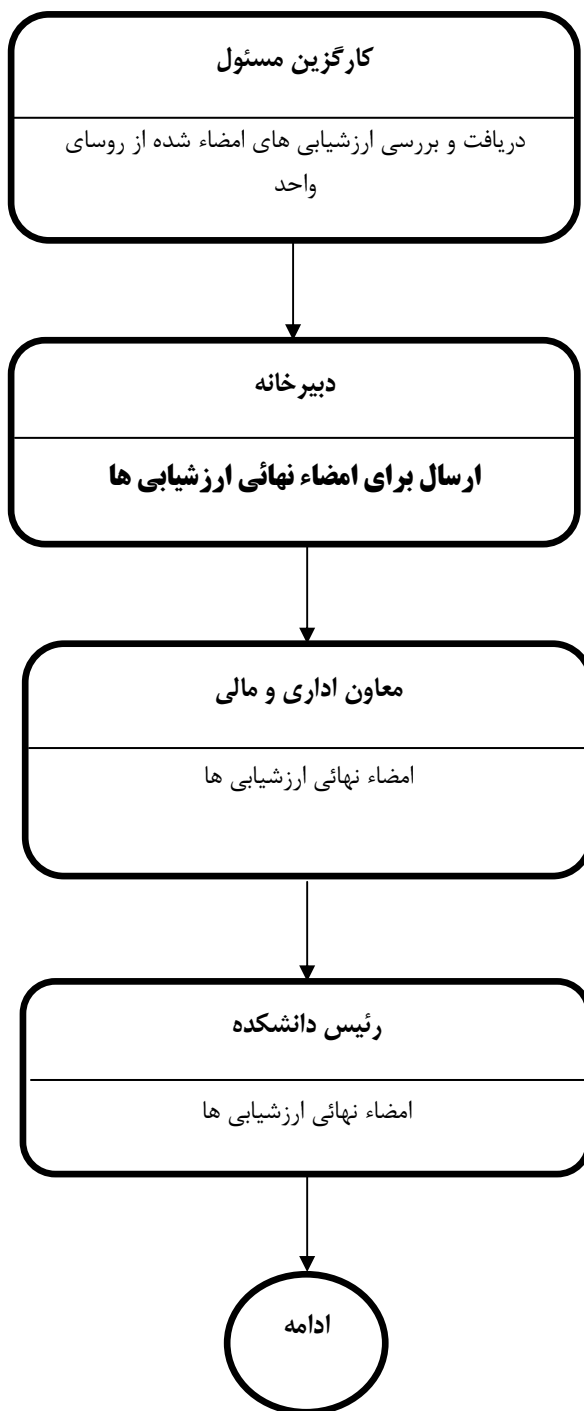 کارگزین مسئول
دریافت و بررسی ارزشیابی های امضاء شده از روسای
واحد
دبیرخانه
ارسال برای امضاء نهائی ارزشیابی ها
معاون اداری و مالی
امضاء نهائی ارزشیابی ها
رئیس دانشکده
امضاء نهائی ارزشیابی ها
ادامه